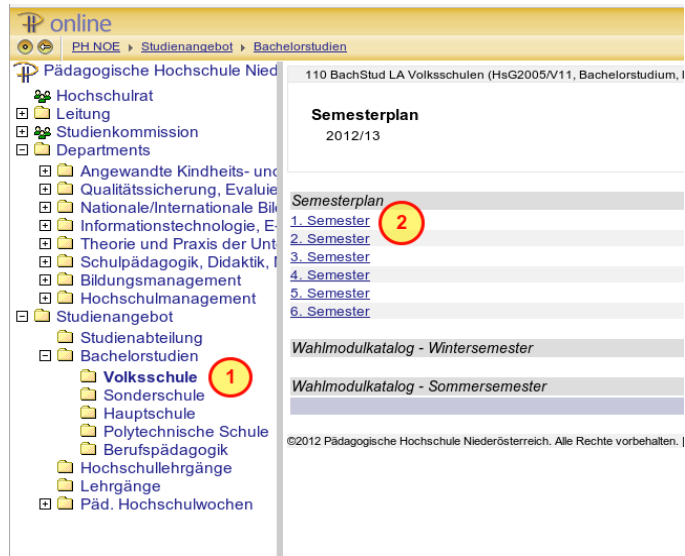 online
PH NOE ▸ Studienangebot ▸ Bachelorstudien
Pädagogische Hochschule Nied
Hochschulrat
Leitung
Studienkommission
Departments
Angewandte Kindheits- und
Qualitätssicherung, Evaluie
Nationale/Internationale Bil
Informationstechnologie, E-
Theorie und Praxis der Unt
Schulpädagogik, Didaktik,
Bildungsmanagement
Hochschulmanagement
Studienangebot
Studienabteilung
Bachelorstudien
Volksschule
1
Sonderschule
Hauptschule
Polytechnische Schule
Berufspädagogik
Hochschullehrgänge
Lehrgänge
Päd. Hochschulwochen
110 BachStud LA Volksschulen (HsG2005/V11, Bachelorstudium,
Semesterplan
2012/13
Semesterplan
1. Semester
2
2. Semester
3. Semester
4. Semester
5. Semester
6. Semester
Wahlmodulkatalog - Wintersemester
Wahlmodulkatalog - Sommersemester
©2012 Pädagogische Hochschule Niederösterreich. Alle Rechte vorbehalten. |